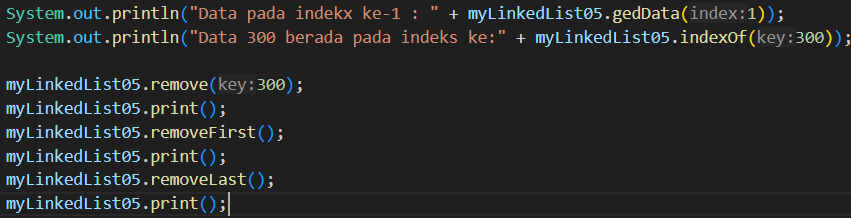 System.out.println("Data pada indekx ke-1 : " + myLinkedList05.gedData(index:1));
System.out.println("Data 300 berada pada indeks ke:" + myLinkedList05.indexOf(key:300));
myLinkedList05.remove(key:300);
myLinkedList05.print();
myLinkedList05.removeFirst();
myLinkedList05.print();
myLinkedList05.removeLast();
myLinkedList05.print();